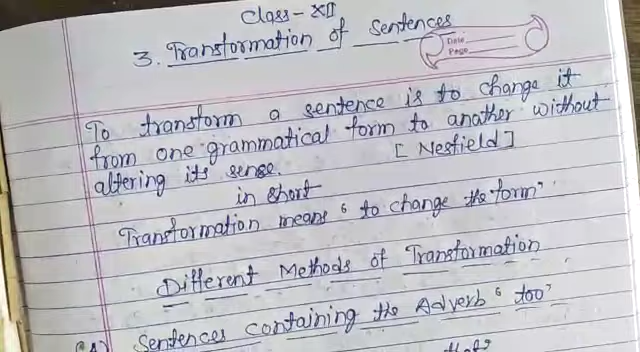 Class - XII
3. Transformation of Sentences
Date
Page
To transform a sentence is to change it
from one grammatical form to another without
altering its sense. [ Nesfield ]
in short
Transformation means ‘ to change the form’
Different Methods of Transformation
(A) Sentences containing the Adverb ‘ too’